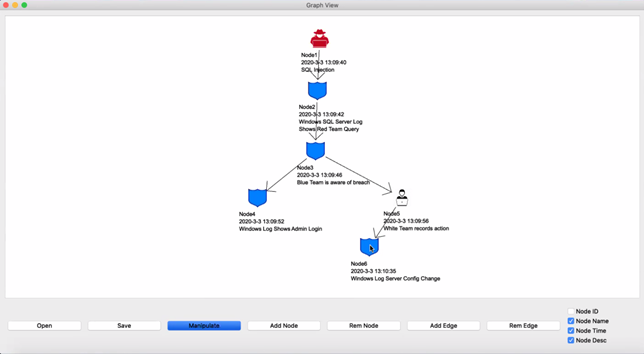 Graph View
Node1
2020-3-3 13:09:40
SQL Injection
Node2
2020-3-3 13:09:42
Windows SQL Server Log
Shows Red Team Query
Node3
2020-3-3 13:09:46
Blue Team is aware of breach
Node4
2020-3-3 13:09:52
Windows Log Shows Admin Login
Node5
2020-3-3 13:09:56
White Team records action
Node6
2020-3-3 13:10:35
Windows Log Server Config Change
Node ID
Node Name
Node Time
Node Desc
Open Save Manipulate Add Node Rem Node Add Edge Rem Edge